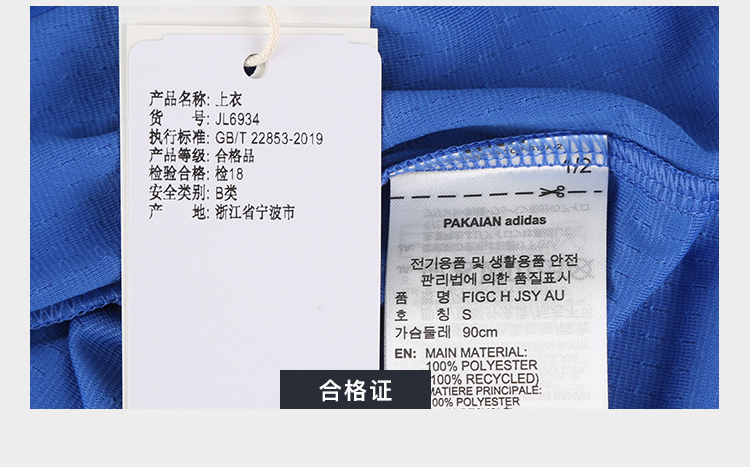 产品名称: 上衣
货 号: JL6934
执行标准: GB/T 22853-2019
产品等级: 合格品
检验合格: 检18
安全类别: B类
产 地: 浙江省宁波市
1/2
PAKAIAN adidas
전기용품 및 생활용품 안전
관리법에 의한 품질표시
품 명 FIGC H JSY AU
호 칭 S
가슴둘레 90cm
EN: MAIN MATERIAL:
100% POLYESTER
(100% RECYCLED)
MATIERE PRINCIPALE:
100% POLYESTER
合格证